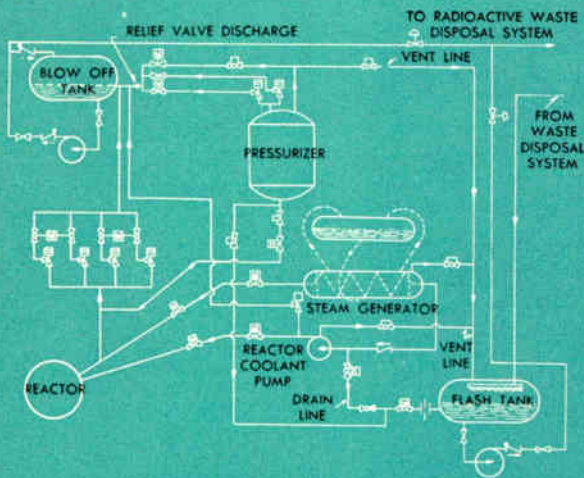 TO RADIOACTIVE WASTE
DISPOSAL SYSTEM
RELIEF VALVE DISCHARGE
VENT LINE
BLOW OFF
TANK
FROM
WASTE
DISPOSAL
SYSTEM
PRESSURIZER
STEAM GENERATOR
REACTOR
COOLANT
PUMP
VENT
LINE
REACTOR
DRAIN
LINE
FLASH TANK